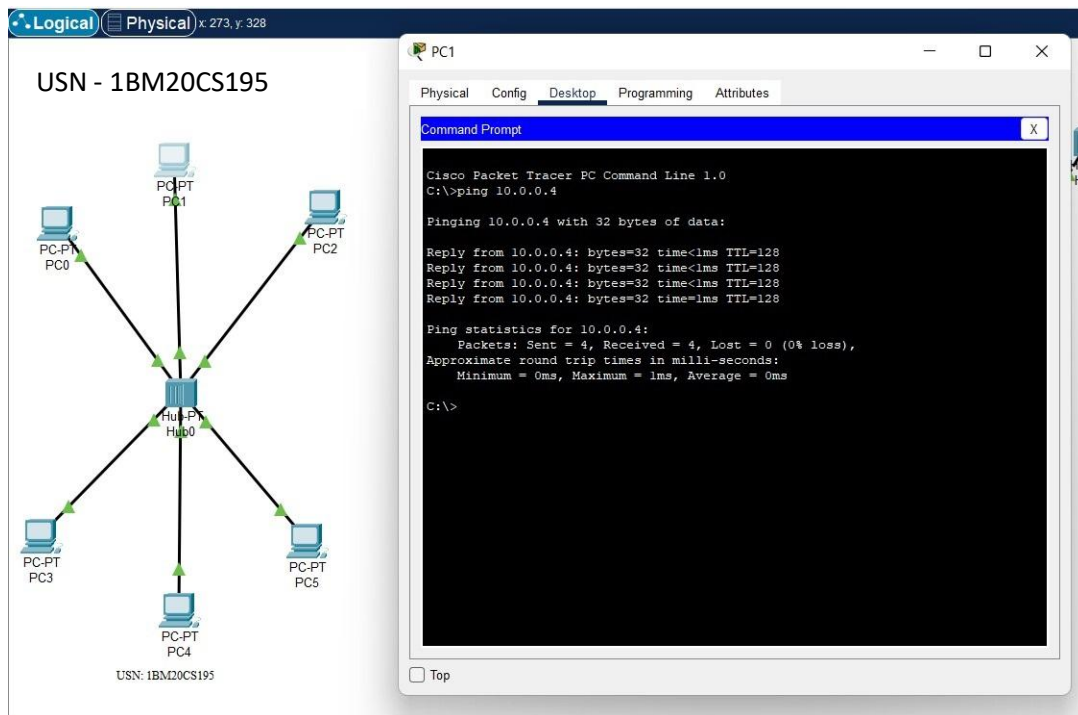 Logical Physical x: 273, y: 328
USN - 1BM20CS195
PC-PT
PC1
PC-PT
PC0
PC-PT
PC2
Hub-PT
Hub0
PC-PT
PC3
PC-PT
PC5
PC-PT
PC4
USN: 1BM20CS195
PC1
Physical Config Desktop Programming Attributes
Command Prompt X
Cisco Packet Tracer PC Command Line 1.0
C:\>ping 10.0.0.4
Pinging 10.0.0.4 with 32 bytes of data:
Reply from 10.0.0.4: bytes=32 time<1ms TTL=128
Reply from 10.0.0.4: bytes=32 time<1ms TTL=128
Reply from 10.0.0.4: bytes=32 time<1ms TTL=128
Reply from 10.0.0.4: bytes=32 time=1ms TTL=128
Ping statistics for 10.0.0.4:
Packets: Sent = 4, Received = 4, Lost = 0 (0% loss),
Approximate round trip times in milli-seconds:
Minimum = 0ms, Maximum = 1ms, Average = 0ms
C:\>
Top